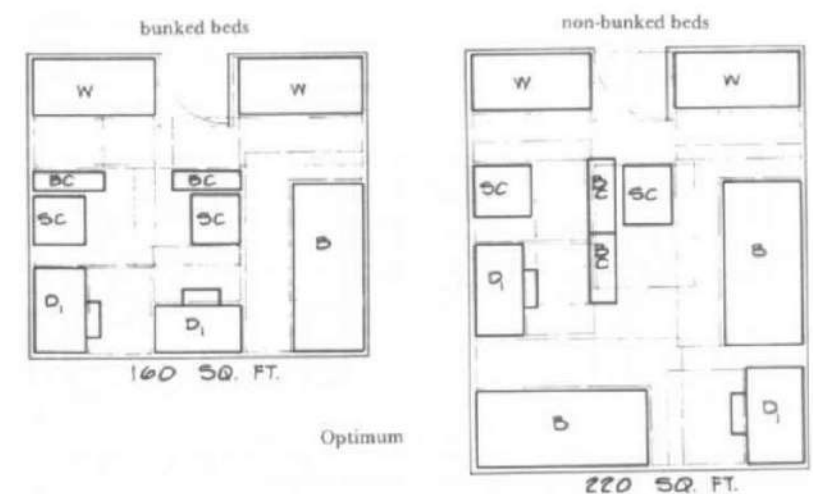 bunked beds
W
W
BC
BC
SC
SC
B
D1
D1
160 SQ. FT.
non-bunked beds
W
W
SC
BC
SC
BC
D1
B
B
D1
220 SQ. FT.
Optimum